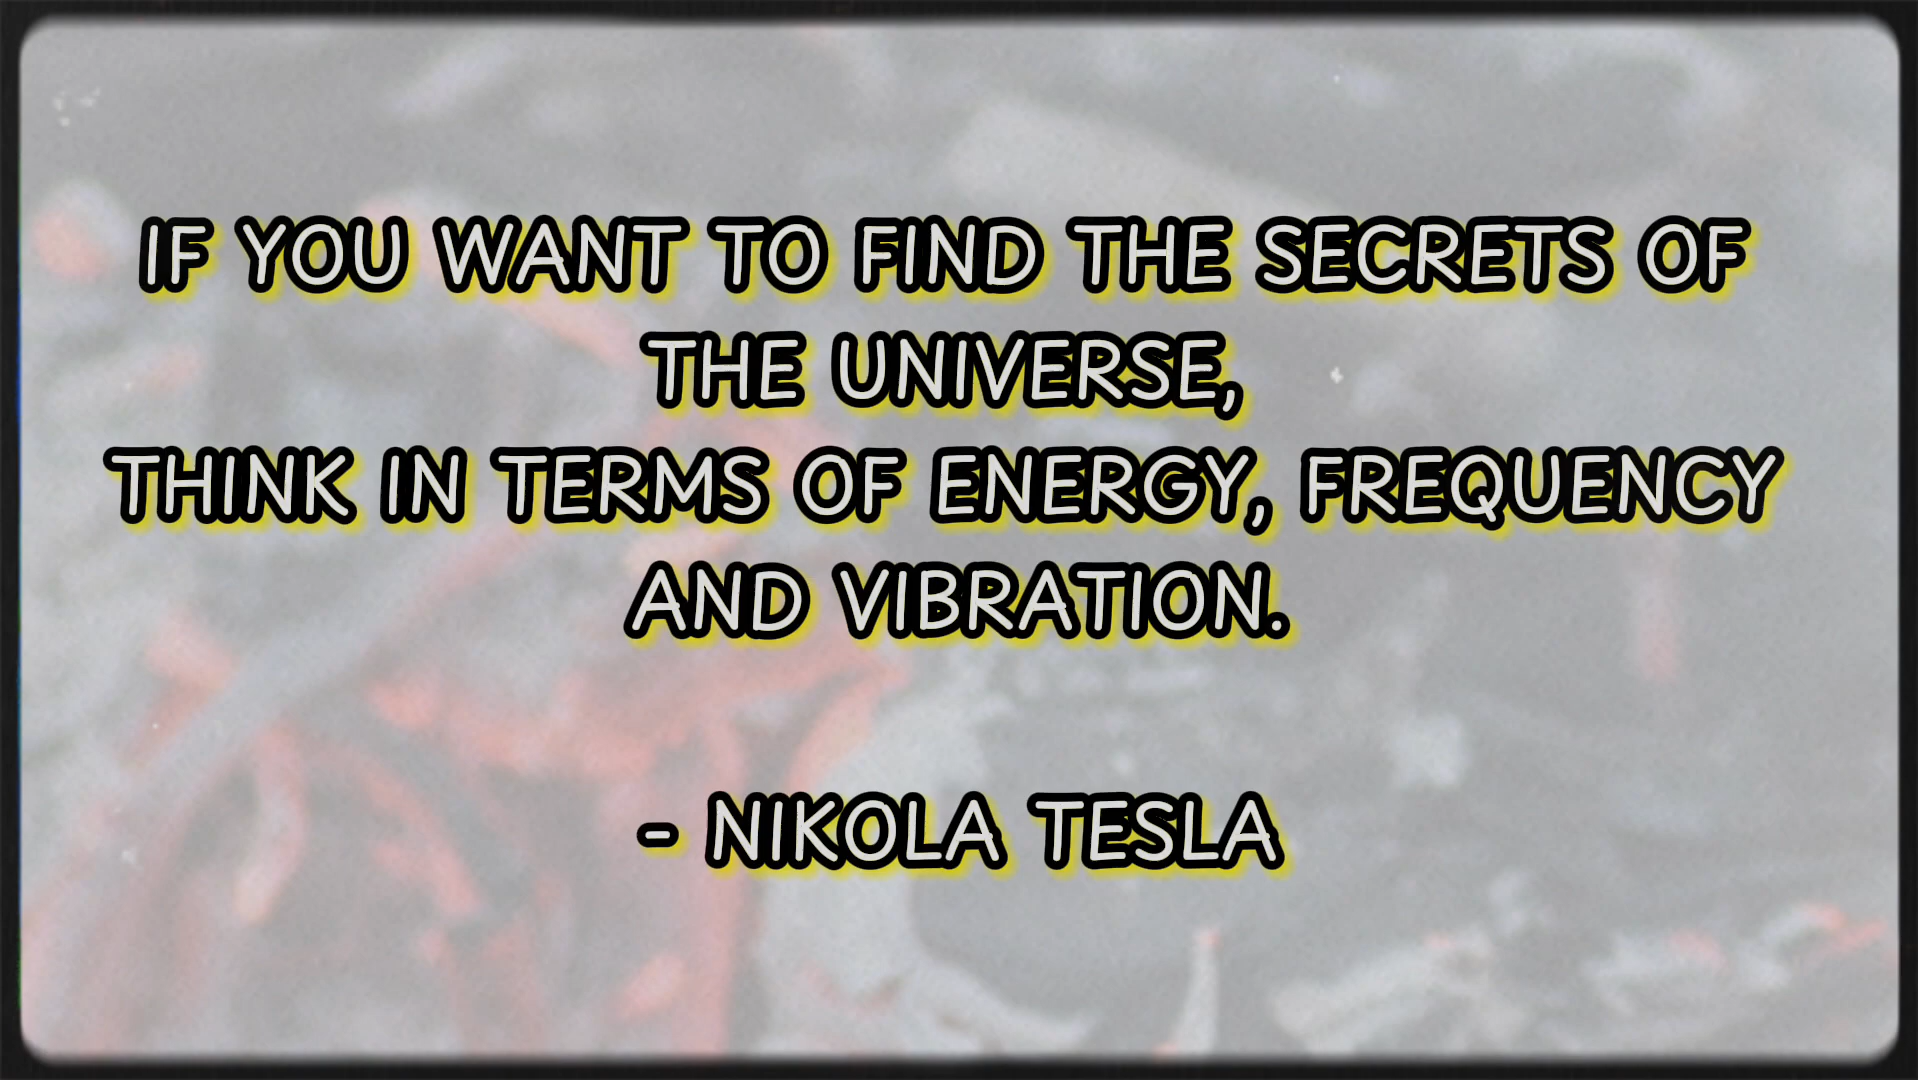 IF YOU WANT TO FIND THE SECRETS OF
THE UNIVERSE,
THINK IN TERMS OF ENERGY, FREQUENCY
AND VIBRATION.
- NIKOLA TESLA